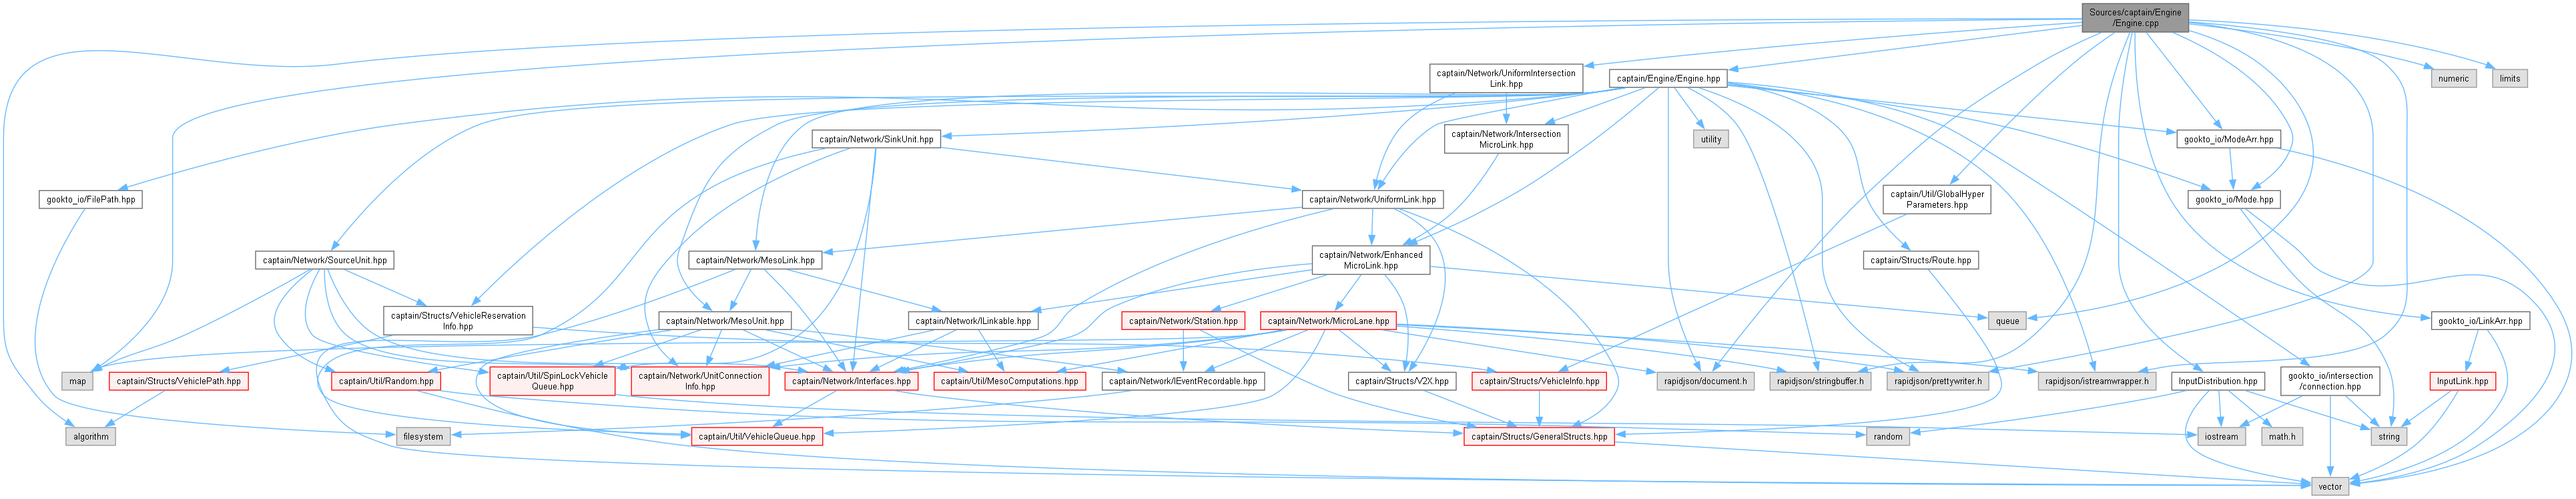 Sources/captain/Engine
/Engine.cpp
captain/Network/UniformIntersection
Link.hpp
captain/Engine/Engine.hpp
numeric
limits
captain/Network/SinkUnit.hpp
captain/Network/Intersection
MicroLink.hpp
utility
gookto_io/ModeArr.hpp
gookto_io/FilePath.hpp
captain/Network/UniformLink.hpp
captain/Util/GlobalHyper
Parameters.hpp
gookto_io/Mode.hpp
captain/Network/SourceUnit.hpp
captain/Network/MesoLink.hpp
captain/Network/Enhanced
MicroLink.hpp
captain/Structs/Route.hpp
captain/Structs/VehicleReservation
Info.hpp
captain/Network/MesoUnit.hpp
captain/Network/ILinkable.hpp
captain/Network/Station.hpp
captain/Network/MicroLane.hpp
queue
gookto_io/LinkArr.hpp
map
captain/Structs/VehiclePath.hpp
captain/Util/Random.hpp
captain/Util/SpinLockVehicle
Queue.hpp
captain/Network/UnitConnection
Info.hpp
captain/Network/Interfaces.hpp
captain/Util/MesoComputations.hpp
captain/Network/IEventRecordable.hpp
captain/Structs/VehicleInfo.hpp
captain/Structs/V2X.hpp
rapidjson/document.h
rapidjson/stringbuffer.h
rapidjson/prettywriter.h
rapidjson/istreamwrapper.h
InputDistribution.hpp
gookto_io/intersection
/connection.hpp
InputLink.hpp
algorithm
filesystem
captain/Util/VehicleQueue.hpp
captain/Structs/GeneralStructs.hpp
random
iostream
math.h
string
vector